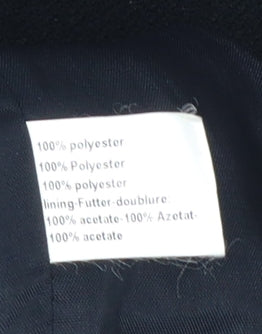 100% polyester
100% Polyester
100% polyester
lining-Futter-doublure:
100% acetate-100% Azetat-
100% acetate